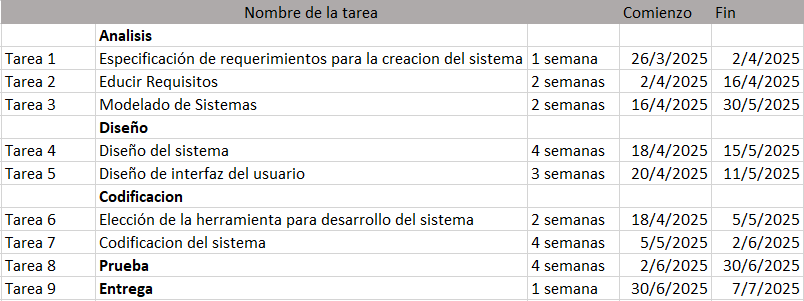 Nombre de la tarea Comienzo Fin
Analisis
Tarea 1 Especificación de requerimientos para la creacion del sistema 1 semana 26/3/2025 2/4/2025
Tarea 2 Educir Requisitos 2 semanas 2/4/2025 16/4/2025
Tarea 3 Modelado de Sistemas 2 semanas 16/4/2025 30/5/2025
Diseño
Tarea 4 Diseño del sistema 4 semanas 18/4/2025 15/5/2025
Tarea 5 Diseño de interfaz del usuario 3 semanas 20/4/2025 11/5/2025
Codificacion
Tarea 6 Elección de la herramienta para desarrollo del sistema 2 semanas 18/4/2025 5/5/2025
Tarea 7 Codificacion del sistema 4 semanas 5/5/2025 2/6/2025
Tarea 8 Prueba 4 semanas 2/6/2025 30/6/2025
Tarea 9 Entrega 1 semana 30/6/2025 7/7/2025